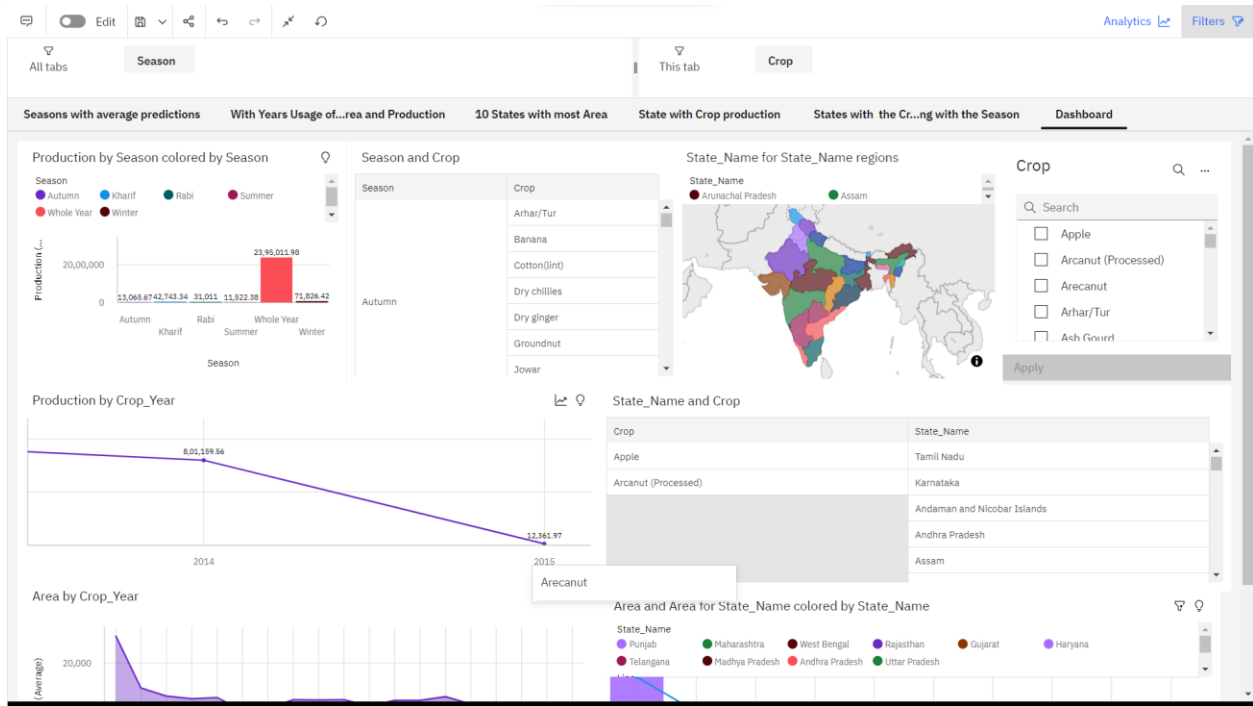 Edit
Analytics
Filters
All tabs
Season
This tab
Crop
Seasons with average predictions
With Years Usage of...rea and Production
10 States with most Area
State with Crop production
States with the Cr...ng with the Season
Dashboard
Production by Season colored by Season
Season
Autumn Kharif Rabi Summer
Whole Year Winter
Production (...
20,00,000
0
13,065.67 42,743.34 31,011 11,522.38 23,95,011.98 71,826.42
Autumn Rabi Whole Year
Kharif Summer Winter
Season
Season and Crop
Season Crop
Autumn
Arhar/Tur
Banana
Cotton(lint)
Dry chillies
Dry ginger
Groundnut
Jowar
State_Name for State_Name regions
State_Name
Arunachal Pradesh Assam
Crop
...
Search
Apple
Arcanut (Processed)
Arecanut
Arhar/Tur
Ash Gourd
Apply
Production by Crop_Year
8,01,159.56
12,361.97
2014 2015
State_Name and Crop
Crop State_Name
Apple Tamil Nadu
Arcanut (Processed) Karnataka
Andaman and Nicobar Islands
Andhra Pradesh
Assam
Arecanut
Area by Crop_Year
(Average)
20,000
Area and Area for State_Name colored by State_Name
State_Name
Punjab Maharashtra West Bengal Rajasthan Gujarat Haryana
Telangana Madhya Pradesh Andhra Pradesh Uttar Pradesh